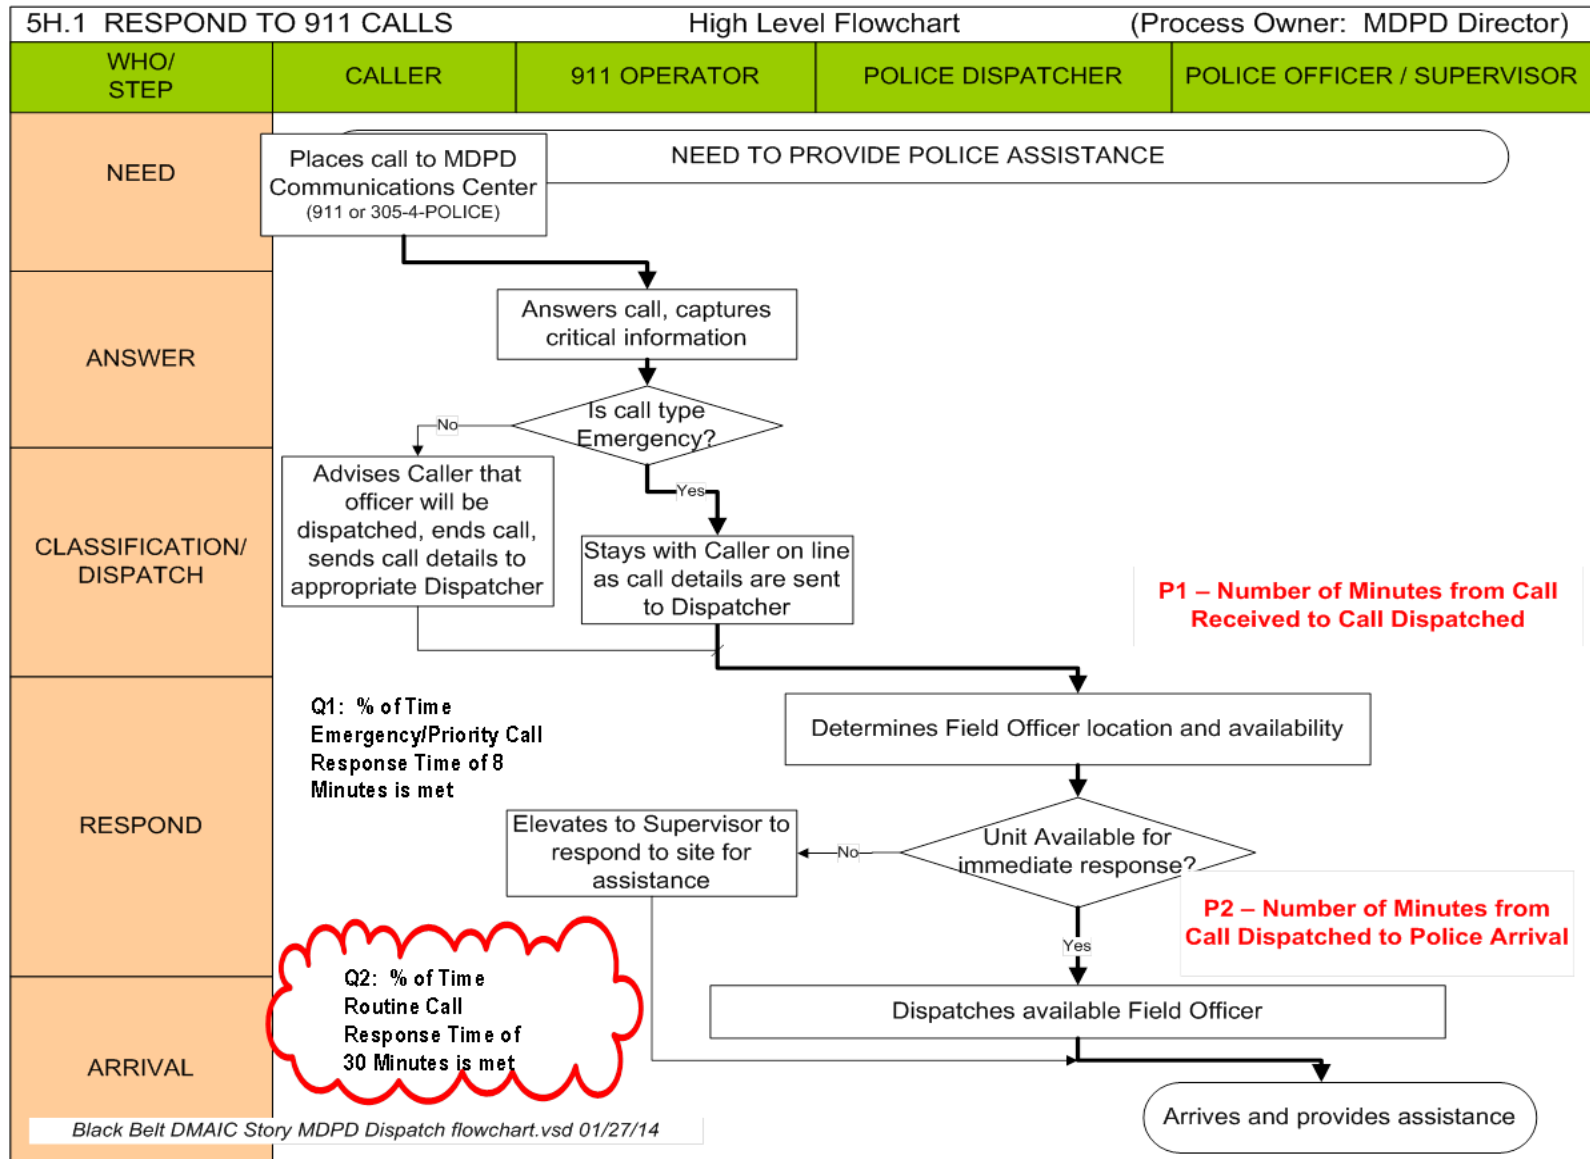 5H.1 RESPOND TO 911 CALLS
High Level Flowchart
(Process Owner: MDPD Director)
WHO/
STEP
CALLER
911 OPERATOR
POLICE DISPATCHER
POLICE OFFICER / SUPERVISOR
NEED
Places call to MDPD
Communications Center
(911 or 305-4-POLICE)
NEED TO PROVIDE POLICE ASSISTANCE
ANSWER
Answers call, captures
critical information
Is call type
Emergency?
No
Yes
CLASSIFICATION/
DISPATCH
Advises Caller that
officer will be
dispatched, ends call,
sends call details to
appropriate Dispatcher
Stays with Caller on line
as call details are sent
to Dispatcher
P1 – Number of Minutes from Call
Received to Call Dispatched
RESPOND
Q1: % of Time
Emergency/Priority Call
Response Time of 8
Minutes is met
Determines Field Officer location and availability
Unit Available for
immediate response?
No
Elevates to Supervisor to
respond to site for
assistance
Yes
P2 – Number of Minutes from
Call Dispatched to Police Arrival
ARRIVAL
Q2: % of Time
Routine Call
Response Time of
30 Minutes is met
Dispatches available Field Officer
Arrives and provides assistance
Black Belt DMAIC Story MDPD Dispatch flowchart.vsd 01/27/14